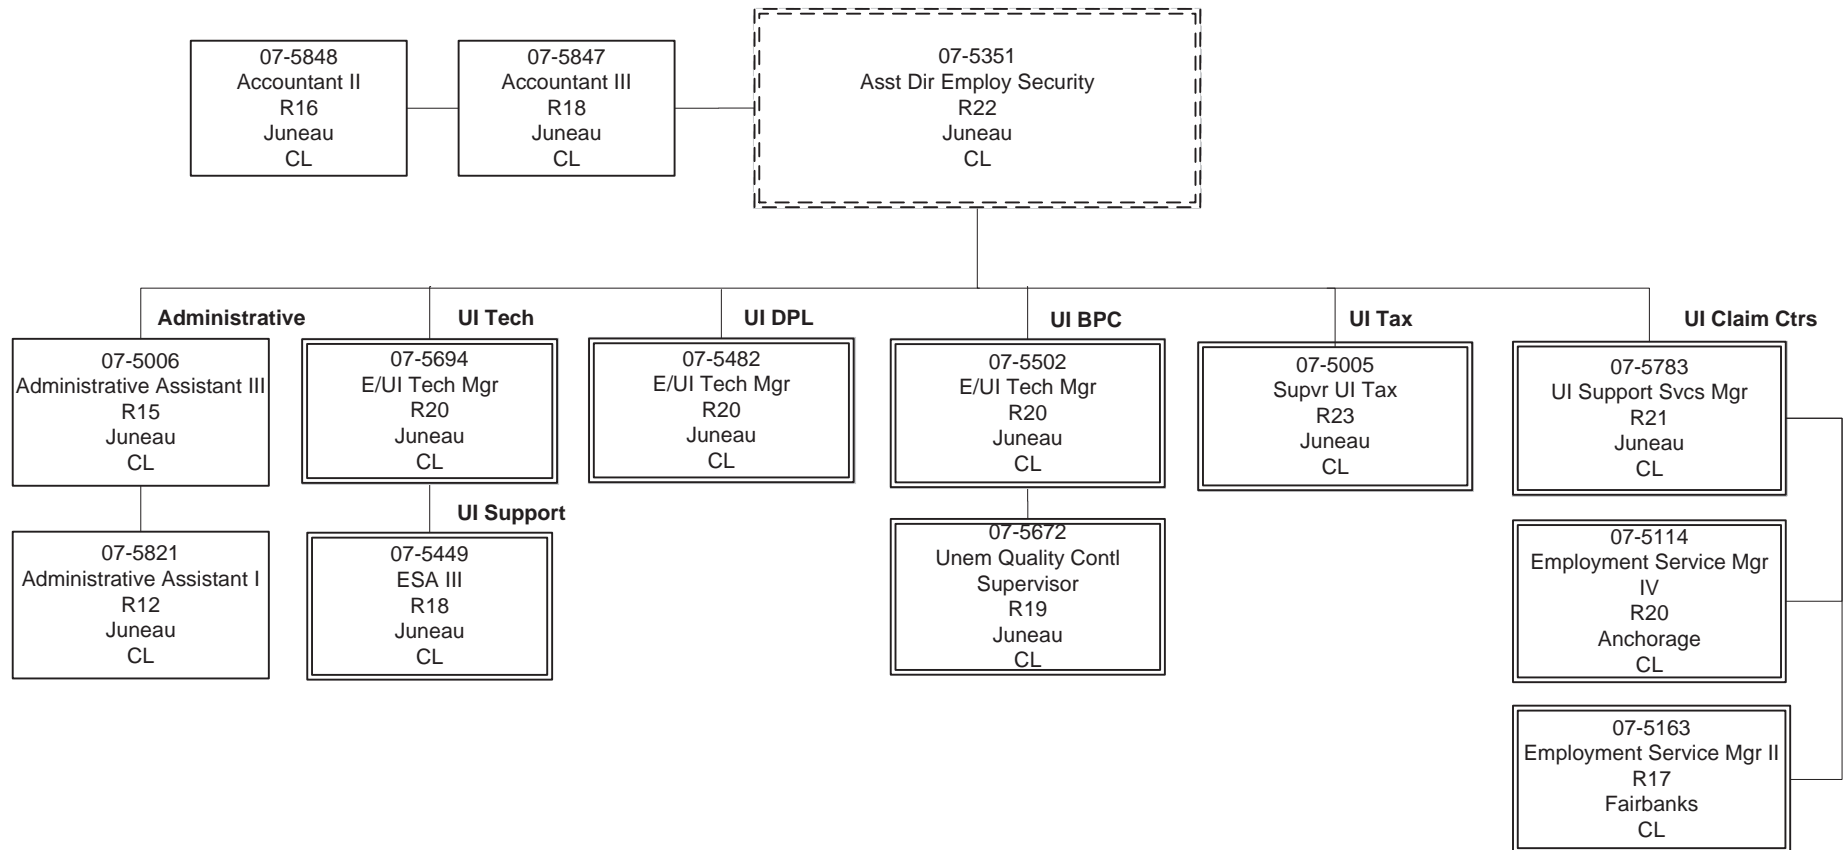 07-5848
Accountant II
R16
Juneau
CL
07-5847
Accountant III
R18
Juneau
CL
07-5351
Asst Dir Employ Security
R22
Juneau
CL
Administrative
07-5006
Administrative Assistant III
R15
Juneau
CL
07-5821
Administrative Assistant I
R12
Juneau
CL
UI Tech
07-5694
E/UI Tech Mgr
R20
Juneau
CL
UI Support
07-5449
ESA III
R18
Juneau
CL
UI DPL
07-5482
E/UI Tech Mgr
R20
Juneau
CL
UI BPC
07-5502
E/UI Tech Mgr
R20
Juneau
CL
07-5672
Unem Quality Contl
Supervisor
R19
Juneau
CL
UI Tax
07-5005
Supvr UI Tax
R23
Juneau
CL
UI Claim Ctrs
07-5783
UI Support Svcs Mgr
R21
Juneau
CL
07-5114
Employment Service Mgr
IV
R20
Anchorage
CL
07-5163
Employment Service Mgr II
R17
Fairbanks
CL